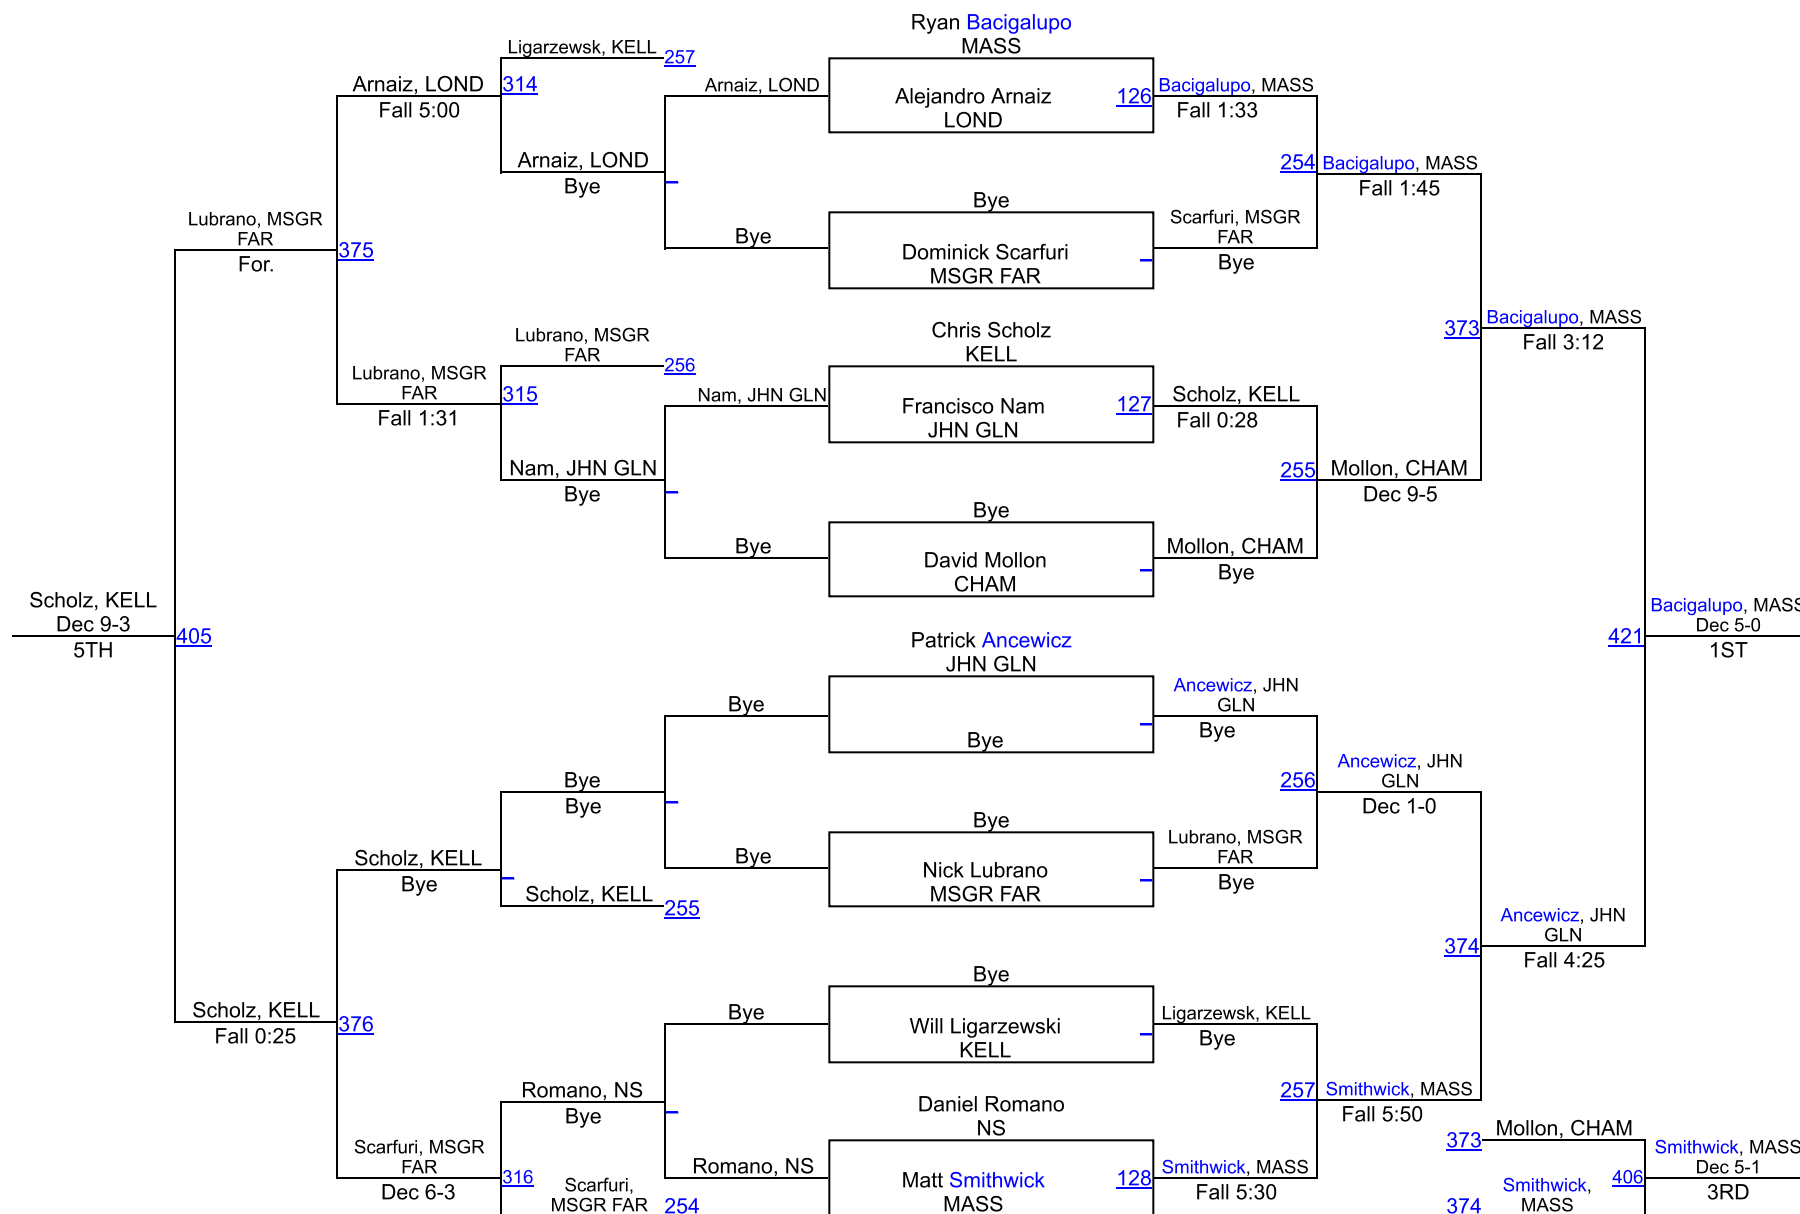 Ryan Bacigalupo
MASS
Ligarzewsk, KELL
257
Arnaiz, LOND
314
Fall 5:00
Arnaiz, LOND
Alejandro Arnaiz
LOND
126
Bacigalupo, MASS
Fall 1:33
Arnaiz, LOND
Bye
254
Bacigalupo, MASS
Fall 1:45
Bye
Lubrano, MSGR
FAR
For.
375
Bye
Dominick Scarfuri
MSGR FAR
Scarfuri, MSGR
FAR
Bye
Chris Scholz
KELL
373
Bacigalupo, MASS
Fall 3:12
Lubrano, MSGR
FAR
256
Lubrano, MSGR
FAR
Fall 1:31
315
Nam, JHN GLN
Francisco Nam
JHN GLN
127
Scholz, KELL
Fall 0:28
Nam, JHN GLN
Bye
255
Mollon, CHAM
Dec 9-5
Bye
Bye
David Mollon
CHAM
Mollon, CHAM
Bye
Scholz, KELL
Dec 9-3
5TH
405
421
Bacigalupo, MASS
Dec 5-0
1ST
Patrick Ancewicz
JHN GLN
Bye
Bye
Ancewicz, JHN
GLN
Bye
Bye
Bye
256
Ancewicz, JHN
GLN
Dec 1-0
Bye
Bye
Nick Lubrano
MSGR FAR
Lubrano, MSGR
FAR
Bye
Scholz, KELL
Bye
Scholz, KELL
255
374
Ancewicz, JHN
GLN
Fall 4:25
Bye
Scholz, KELL
Fall 0:25
376
Bye
Will Ligarzewski
KELL
Ligarzewsk, KELL
Bye
Romano, NS
Bye
Daniel Romano
NS
257
Smithwick, MASS
Fall 5:50
373
Mollon, CHAM
Scarfuri, MSGR
FAR
Dec 6-3
316
Scarfuri,
MSGR FAR
254
Romano, NS
Matt Smithwick
MASS
128
Smithwick, MASS
Fall 5:30
374
Smithwick,
MASS
406
Smithwick, MASS
Dec 5-1
3RD